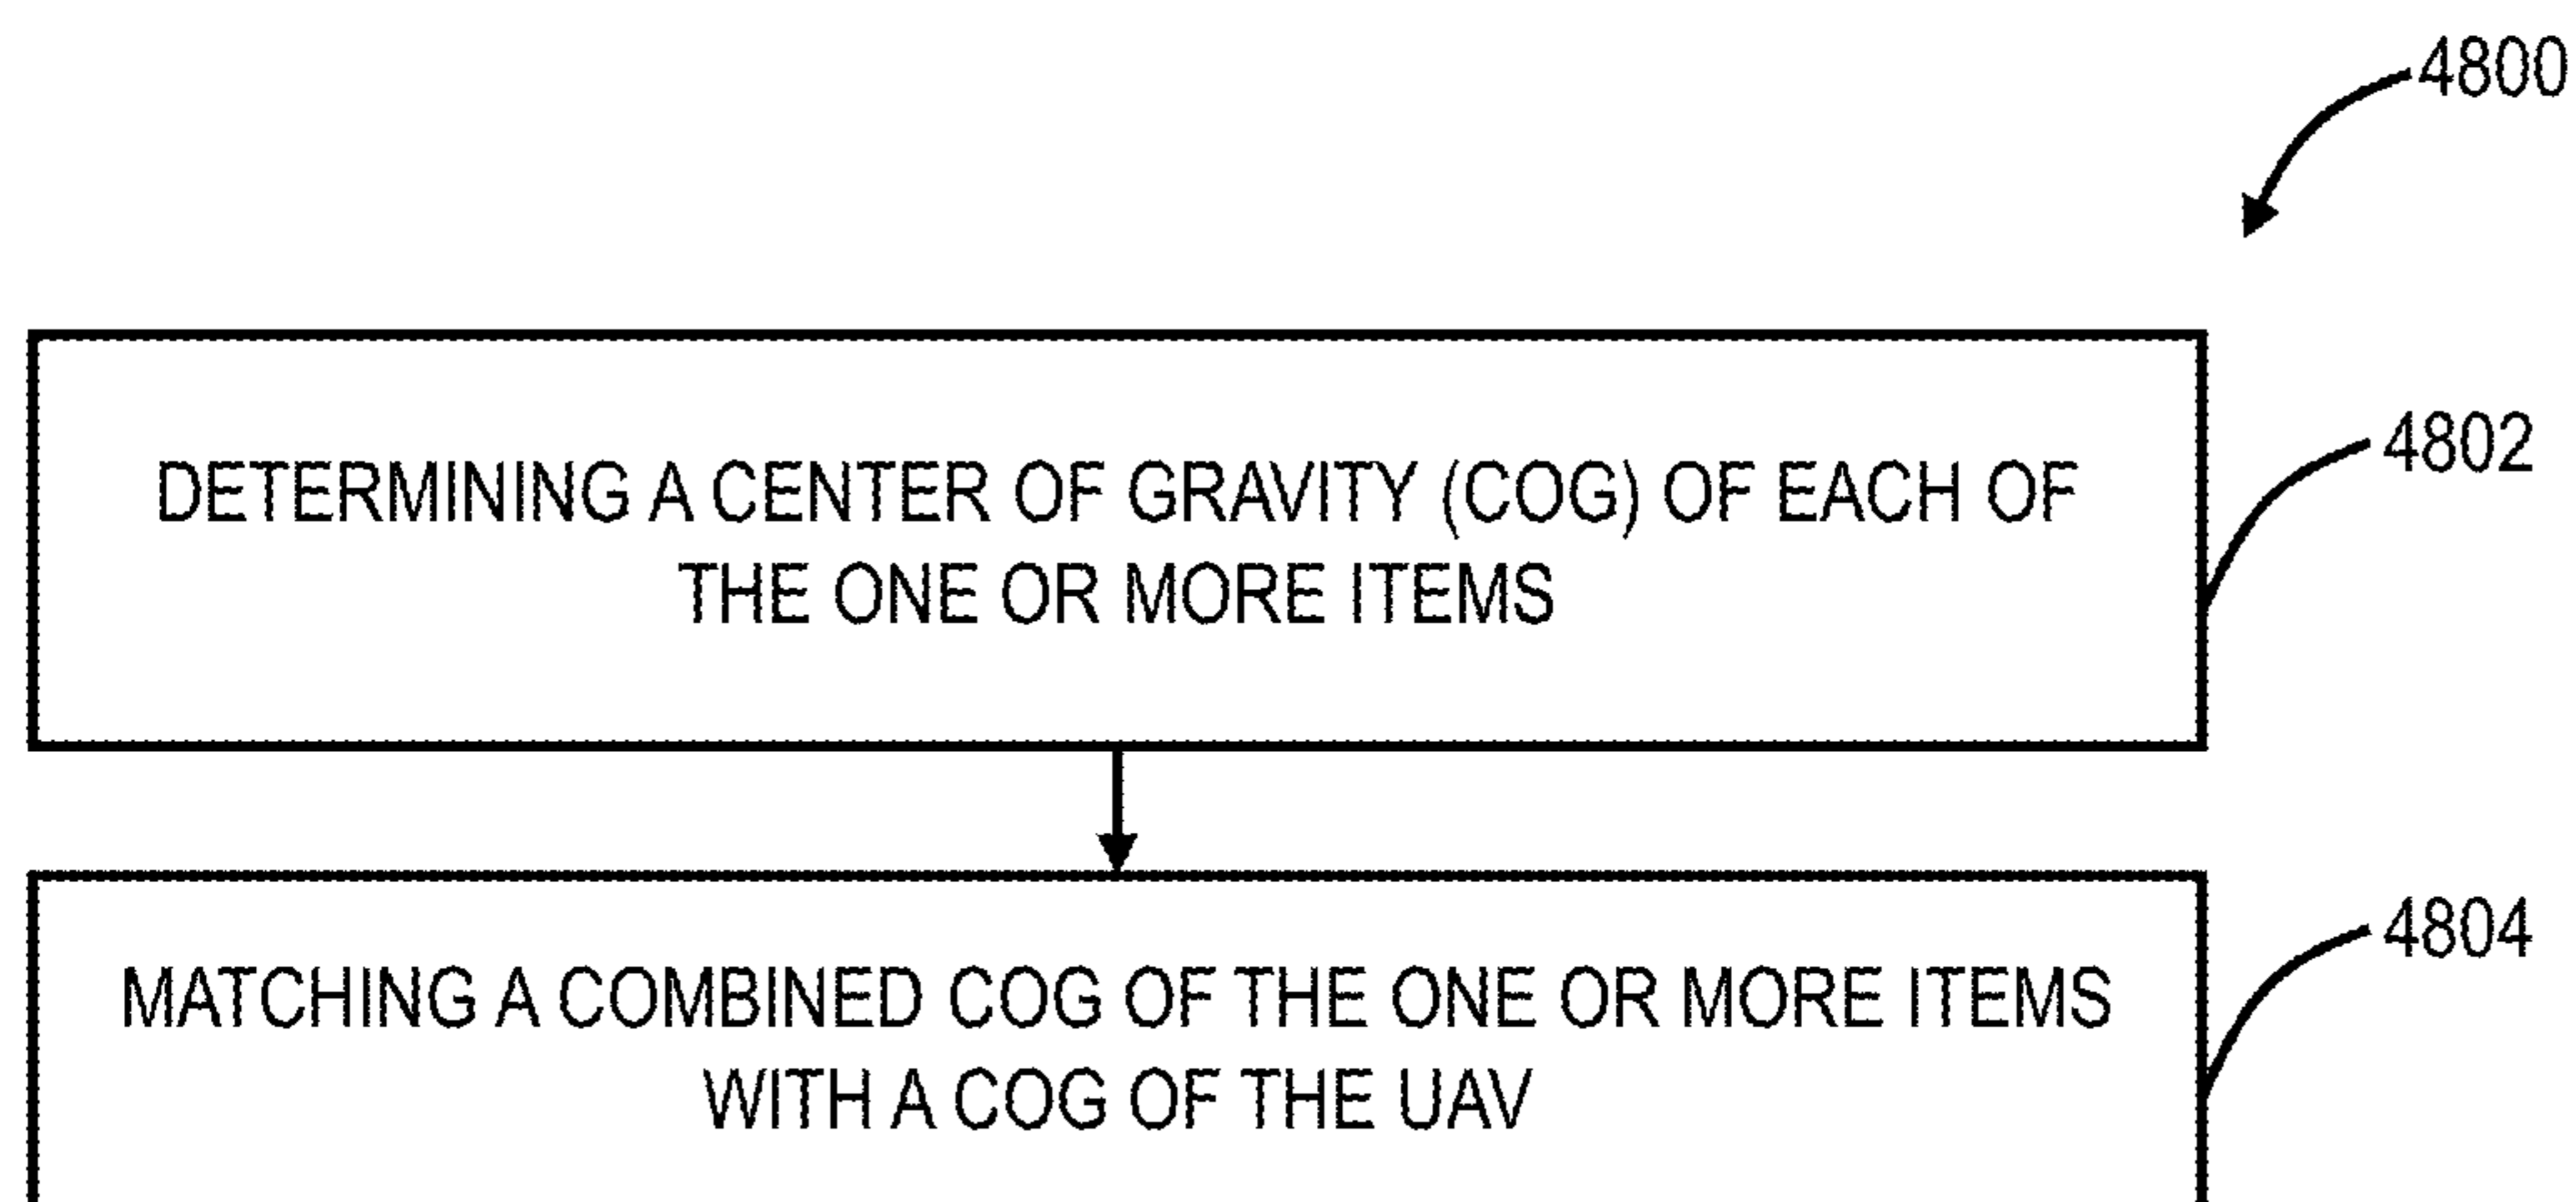 4800
DETERMINING A CENTER OF GRAVITY (COG) OF EACH OF
THE ONE OR MORE ITEMS
4802
MATCHING A COMBINED COG OF THE ONE OR MORE ITEMS
WITH A COG OF THE UAV
4804